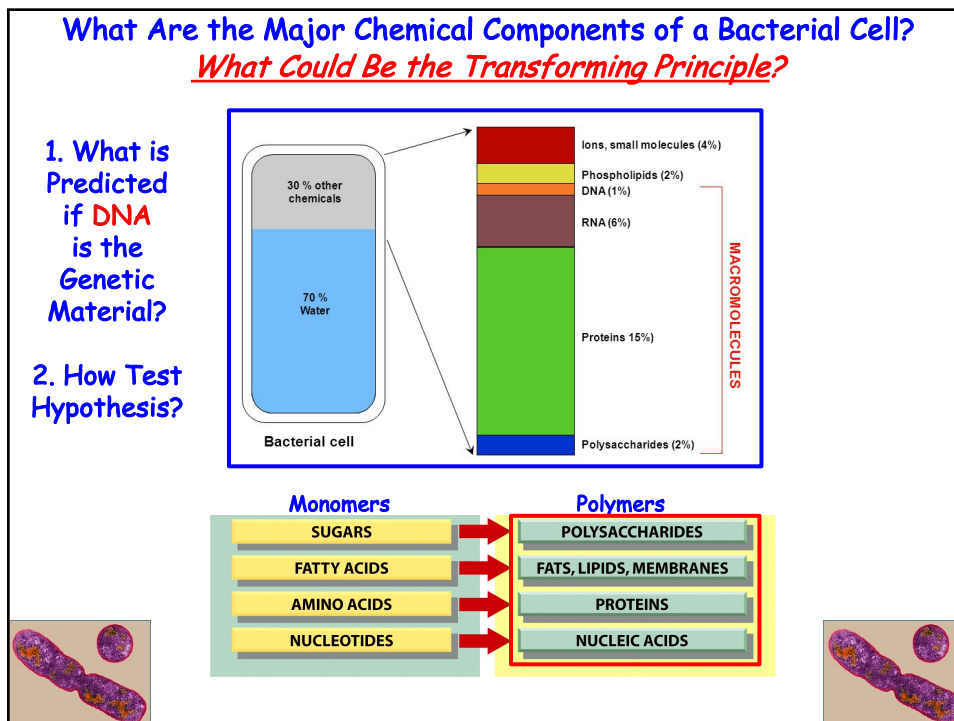 What Are the Major Chemical Components of a Bacterial Cell?
What Could Be the Transforming Principle?
1. What is
Predicted
if DNA
is the
Genetic
Material?
2. How Test
Hypothesis?
30 % other
chemicals
70 %
Water
Bacterial cell
Ions, small molecules (4%)
Phospholipids (2%)
DNA (1%)
RNA (6%)
Proteins 15%)
Polysaccharides (2%)
MACROMOLECULES
Monomers
Polymers
SUGARS
POLYSACCHARIDES
FATTY ACIDS
FATS, LIPIDS, MEMBRANES
AMINO ACIDS
PROTEINS
NUCLEOTIDES
NUCLEIC ACIDS